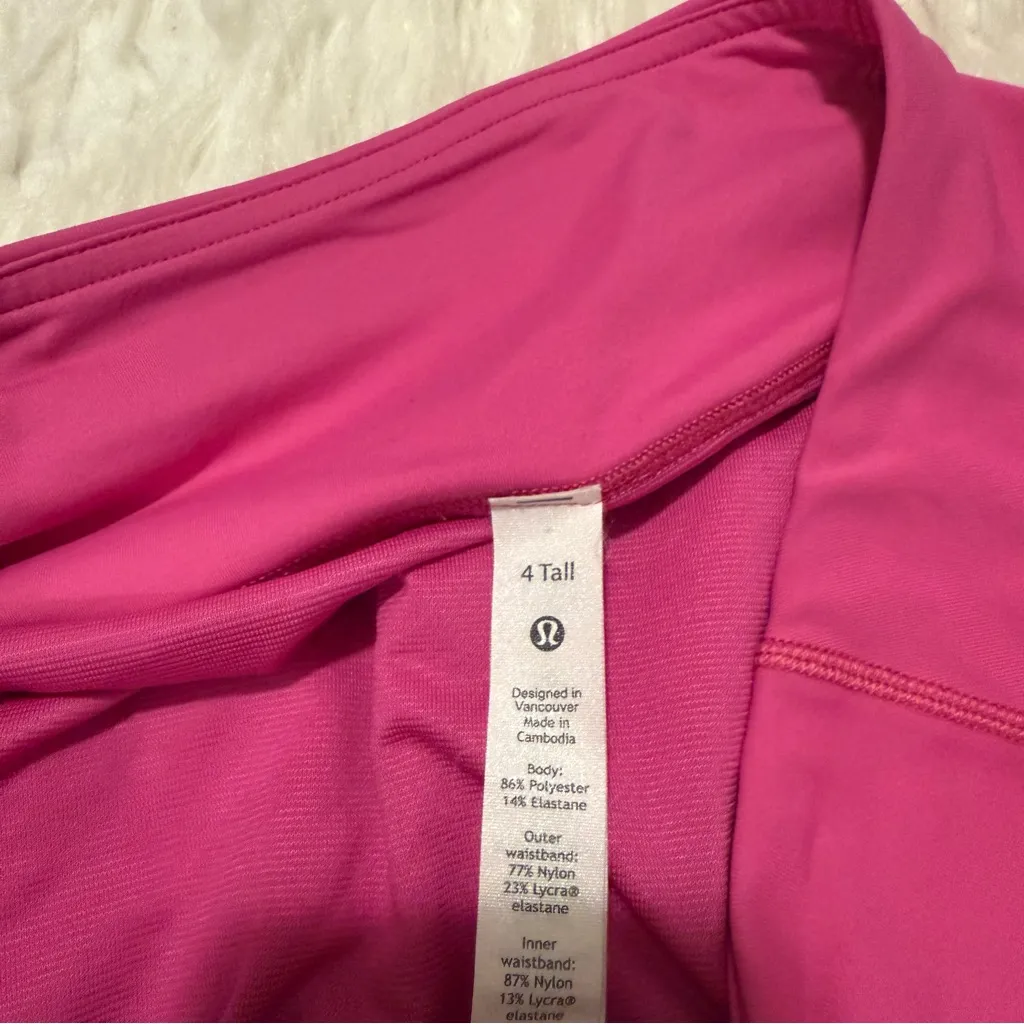 4 Tall
Designed in
Vancouver
Made in
Cambodia
Body:
86% Polyester
14% Elastane
Outer
waistband:
77% Nylon
23% Lycra®
elastane
Inner
waistband:
87% Nylon
13% Lycra®
elastane